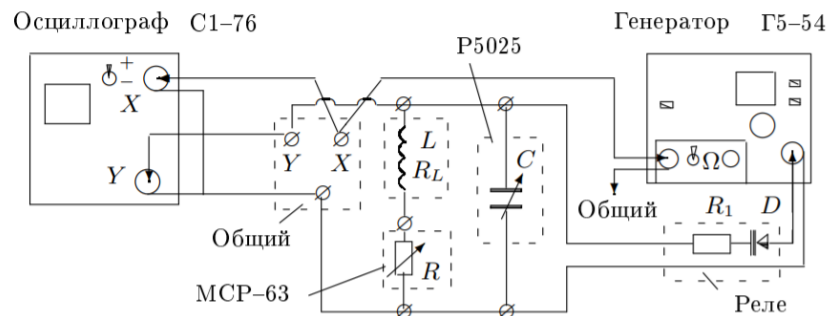 Осциллограф С1–76
Генератор Г5–54
Р5025
+
−
X
Y
Y
X
L
R_L
C
Ω
Общий
Общий
R_1
D
МСР–63
R
Реле